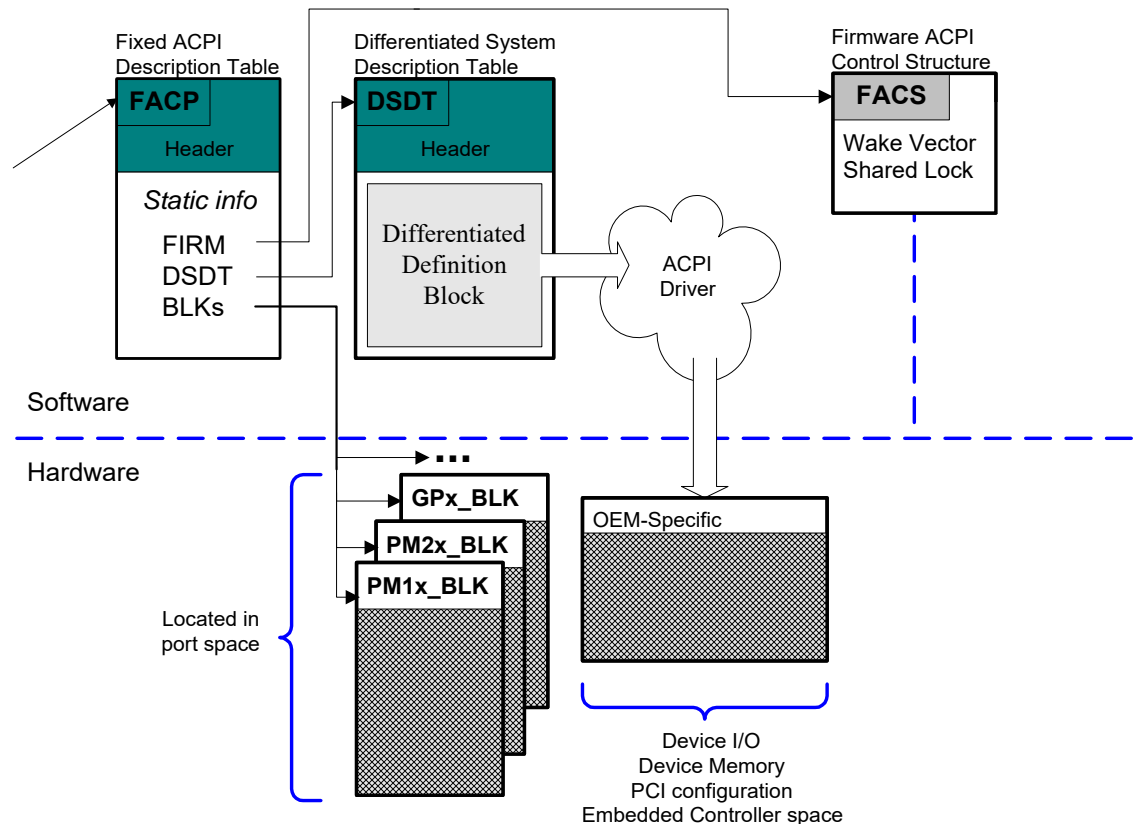 Fixed ACPI
Description Table
FACP
Header
Static info
FIRM
DSDT
BLKs
Differentiated System
Description Table
DSDT
Header
Differentiated
Definition
Block
ACPI
Driver
Firmware ACPI
Control Structure
FACS
Wake Vector
Shared Lock
Software
Hardware
...
GPx_BLK
PM2x_BLK
PM1x_BLK
Located in
port space
OEM-Specific
Device I/O
Device Memory
PCI configuration
Embedded Controller space